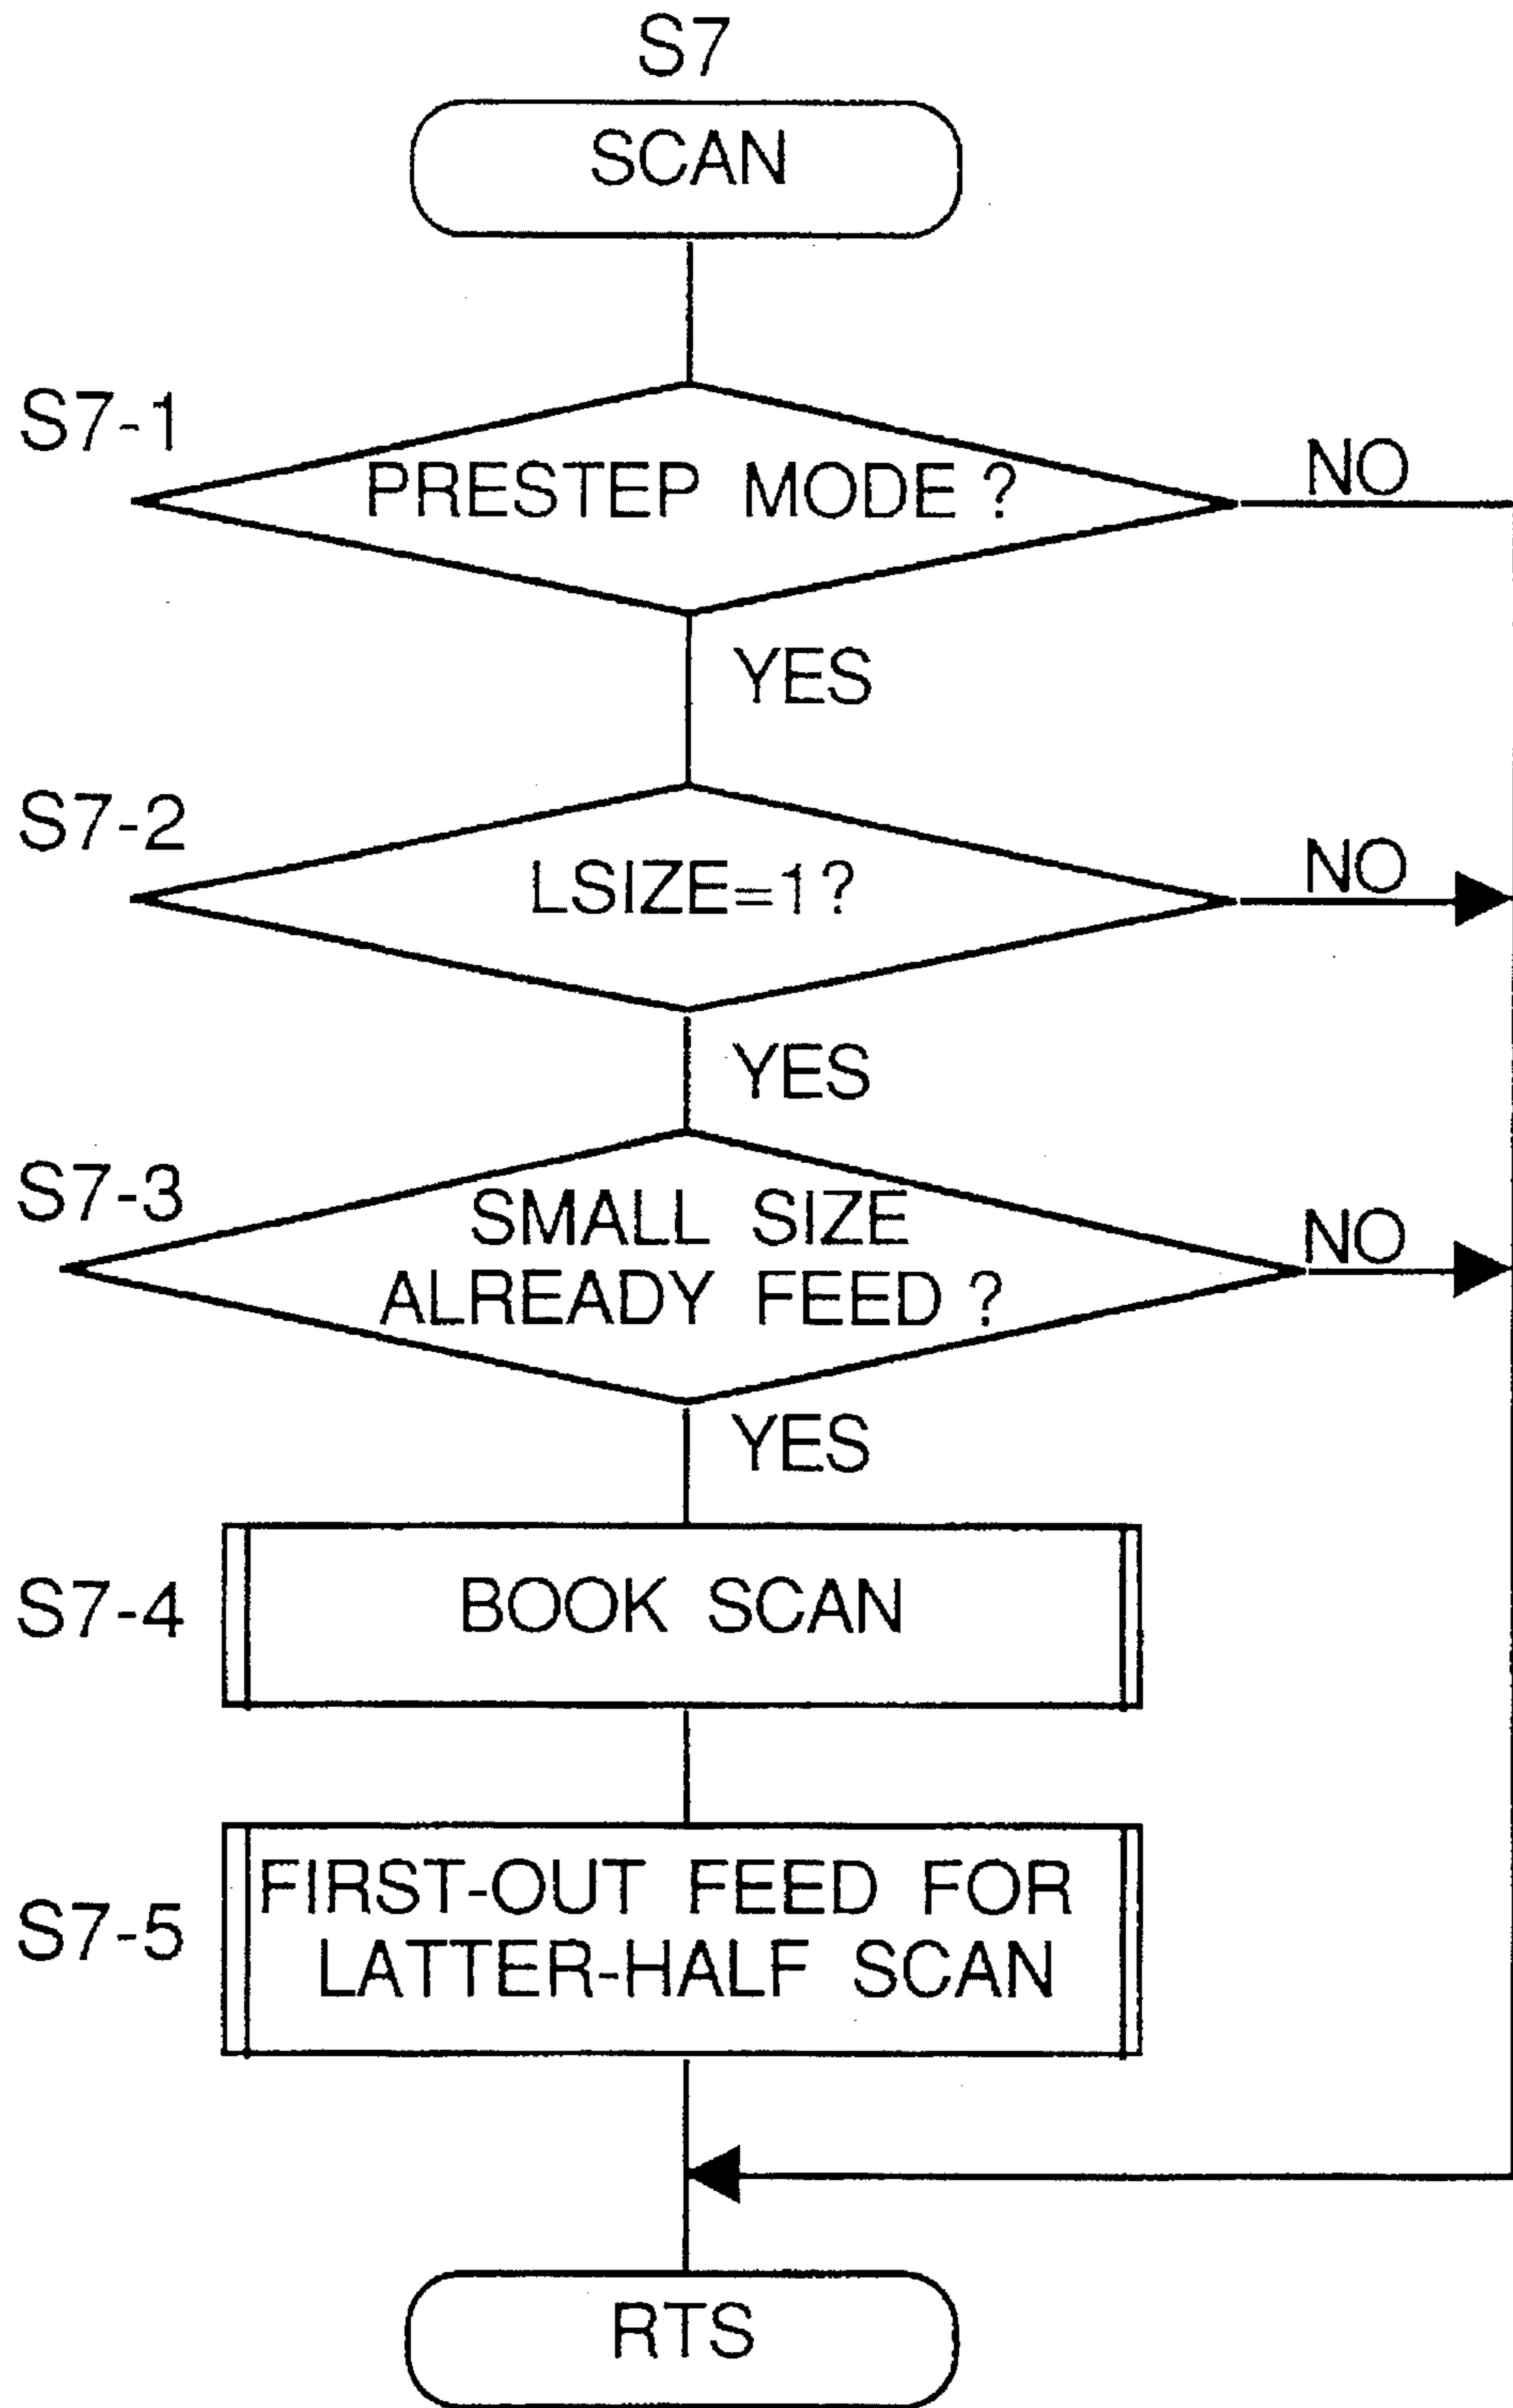 S7
SCAN
S7-1
PRESTEP MODE ?
NO
YES
S7-2
LSIZE=1?
NO
YES
S7-3
SMALL SIZE
ALREADY FEED ?
NO
YES
S7-4
BOOK SCAN
S7-5
FIRST-OUT FEED FOR
LATTER-HALF SCAN
RTS